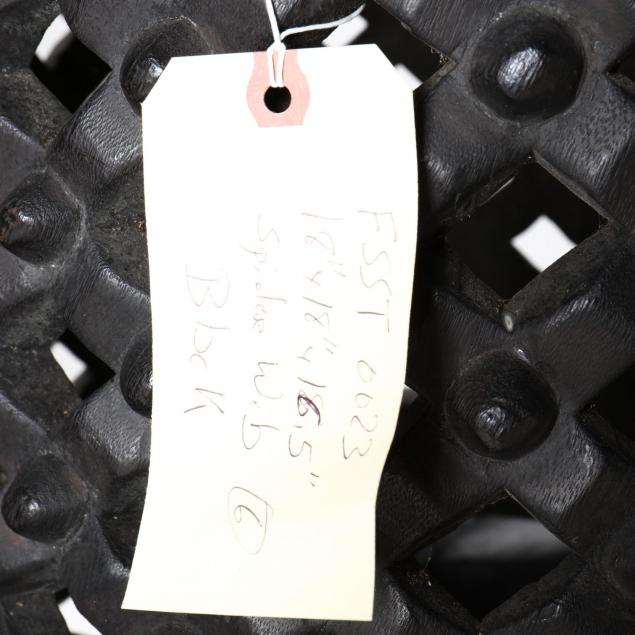 FSST 0623
18"x18"x18.5"
Spider Web
Black
6